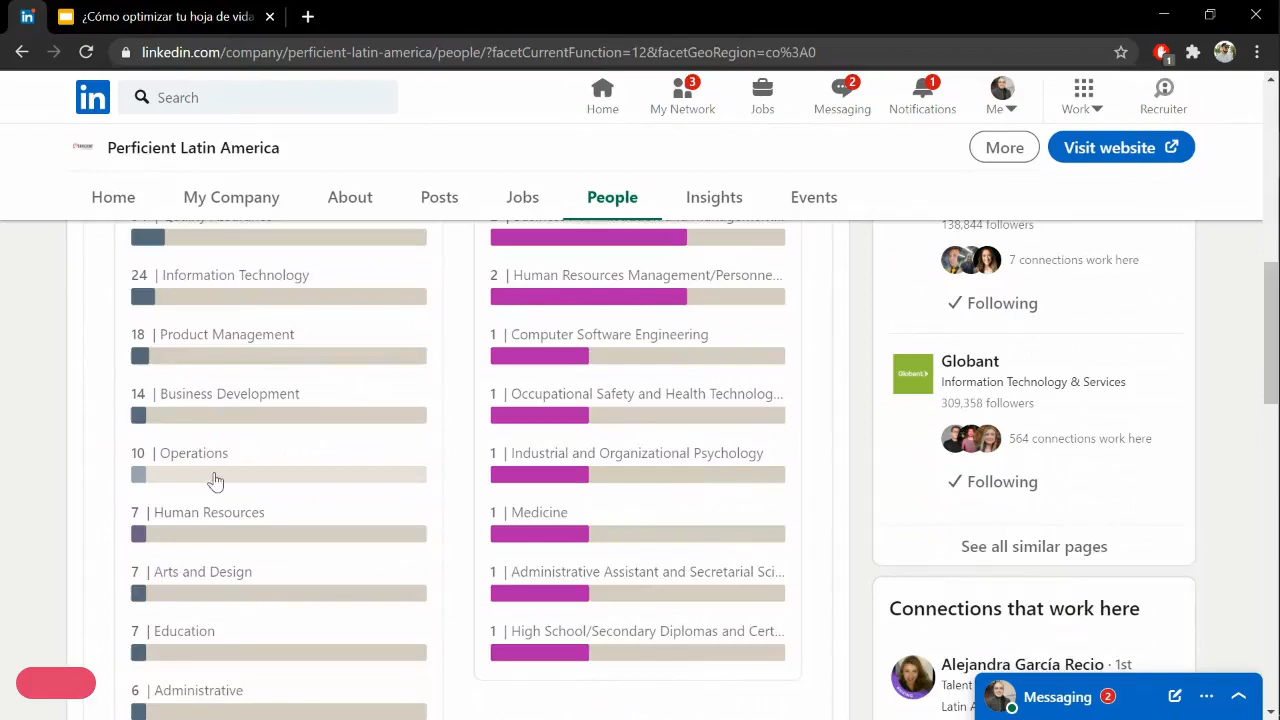 ¿Cómo optimizar tu hoja de vida
linkedin.com/company/perficient-latin-america/people/?facetCurrentFunction=12&facetGeoRegion=co%3A0
1
in
Search
Home
3
My Network
Jobs
2
Messaging
1
Notifications
Me
Work
Recruiter
Perficient Latin America
More
Visit website
Home
My Company
About
Posts
Jobs
People
Insights
Events
24 | Information Technology
18 | Product Management
14 | Business Development
10 | Operations
7 | Human Resources
7 | Arts and Design
7 | Education
6 | Administrative
2 | Human Resources Management/Personne...
1 | Computer Software Engineering
1 | Occupational Safety and Health Technolog...
1 | Industrial and Organizational Psychology
1 | Medicine
1 | Administrative Assistant and Secretarial Sci...
1 | High School/Secondary Diplomas and Cert...
138,844 followers
7 connections work here
Following
Globant
Globant
Information Technology & Services
309,358 followers
564 connections work here
Following
See all similar pages
Connections that work here
Alejandra García Recio · 1st
Talent
Latin A
Messaging 2